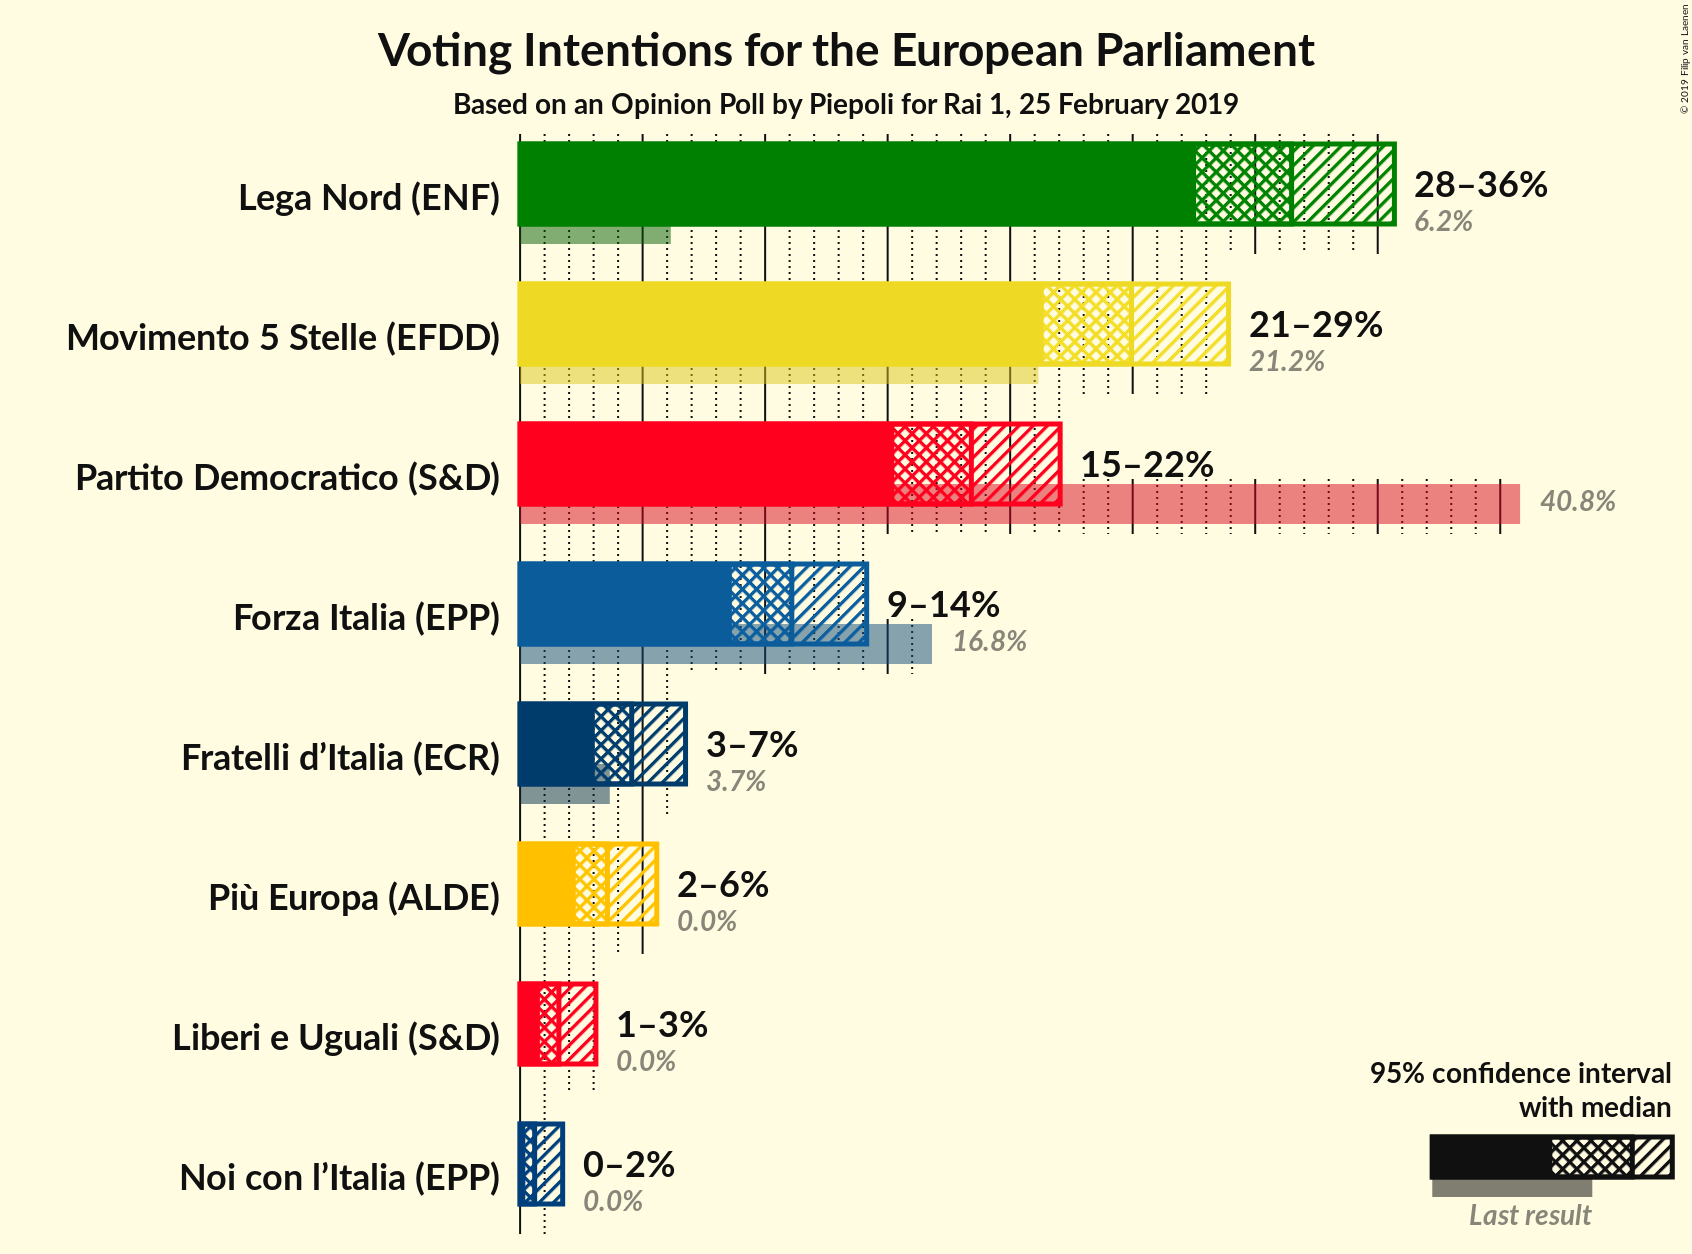 Voting Intentions for the European Parliament
Based on an Opinion Poll by Piepoli for Rai 1, 25 February 2019
© 2019 Filip van Laenen
Lega Nord (ENF)
28–36%
6.2%
Movimento 5 Stelle (EFDD)
21–29%
21.2%
Partito Democratico (S&D)
15–22%
40.8%
Forza Italia (EPP)
9–14%
16.8%
Fratelli d’Italia (ECR)
3–7%
3.7%
Più Europa (ALDE)
2–6%
0.0%
Liberi e Uguali (S&D)
1–3%
0.0%
Noi con l’Italia (EPP)
0–2%
0.0%
95% confidence interval
with median
Last result